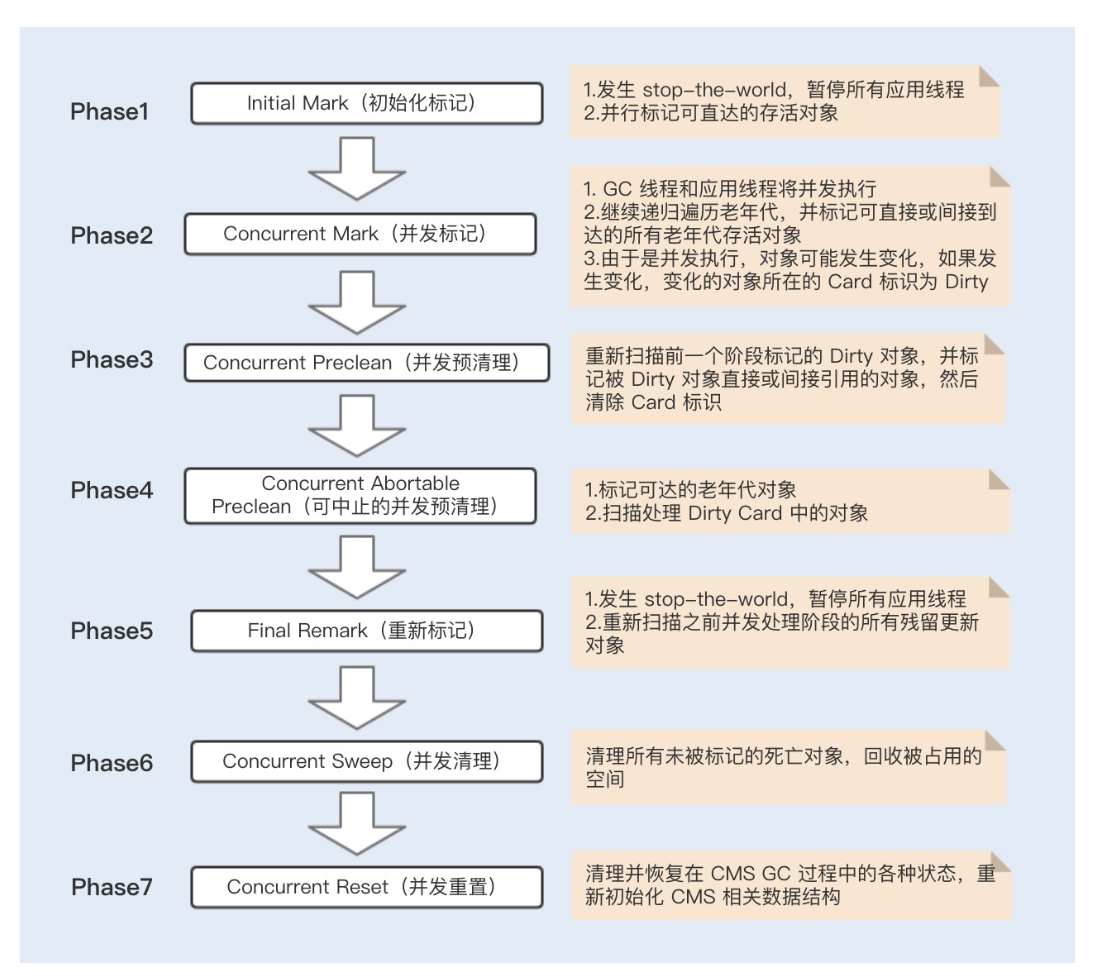 Phase1
Initial Mark（初始化标记）
1.发生 stop-the-world，暂停所有应用线程
2.并行标记可直达的存活对象
Phase2
Concurrent Mark（并发标记）
1. GC 线程和应用线程将并发执行
2.继续递归遍历老年代，并标记可直接或间接到
达的所有老年代存活对象
3.由于是并发执行，对象可能发生变化，如果发
生变化，变化的对象所在的 Card 标识为 Dirty
Phase3
Concurrent Preclean（并发预清理）
重新扫描前一个阶段标记的 Dirty 对象，并标
记被 Dirty 对象直接或间接引用的对象，然后
清除 Card 标识
Phase4
Concurrent Abortable
Preclean（可中止的并发预清理）
1.标记可达的老年代对象
2.扫描处理 Dirty Card 中的对象
Phase5
Final Remark（重新标记）
1.发生 stop-the-world，暂停所有应用线程
2.重新扫描之前并发处理阶段的所有残留更新
对象
Phase6
Concurrent Sweep（并发清理）
清理所有未被标记的死亡对象，回收被占用的
空间
Phase7
Concurrent Reset（并发重置）
清理并恢复在 CMS GC 过程中的各种状态，重
新初始化 CMS 相关数据结构